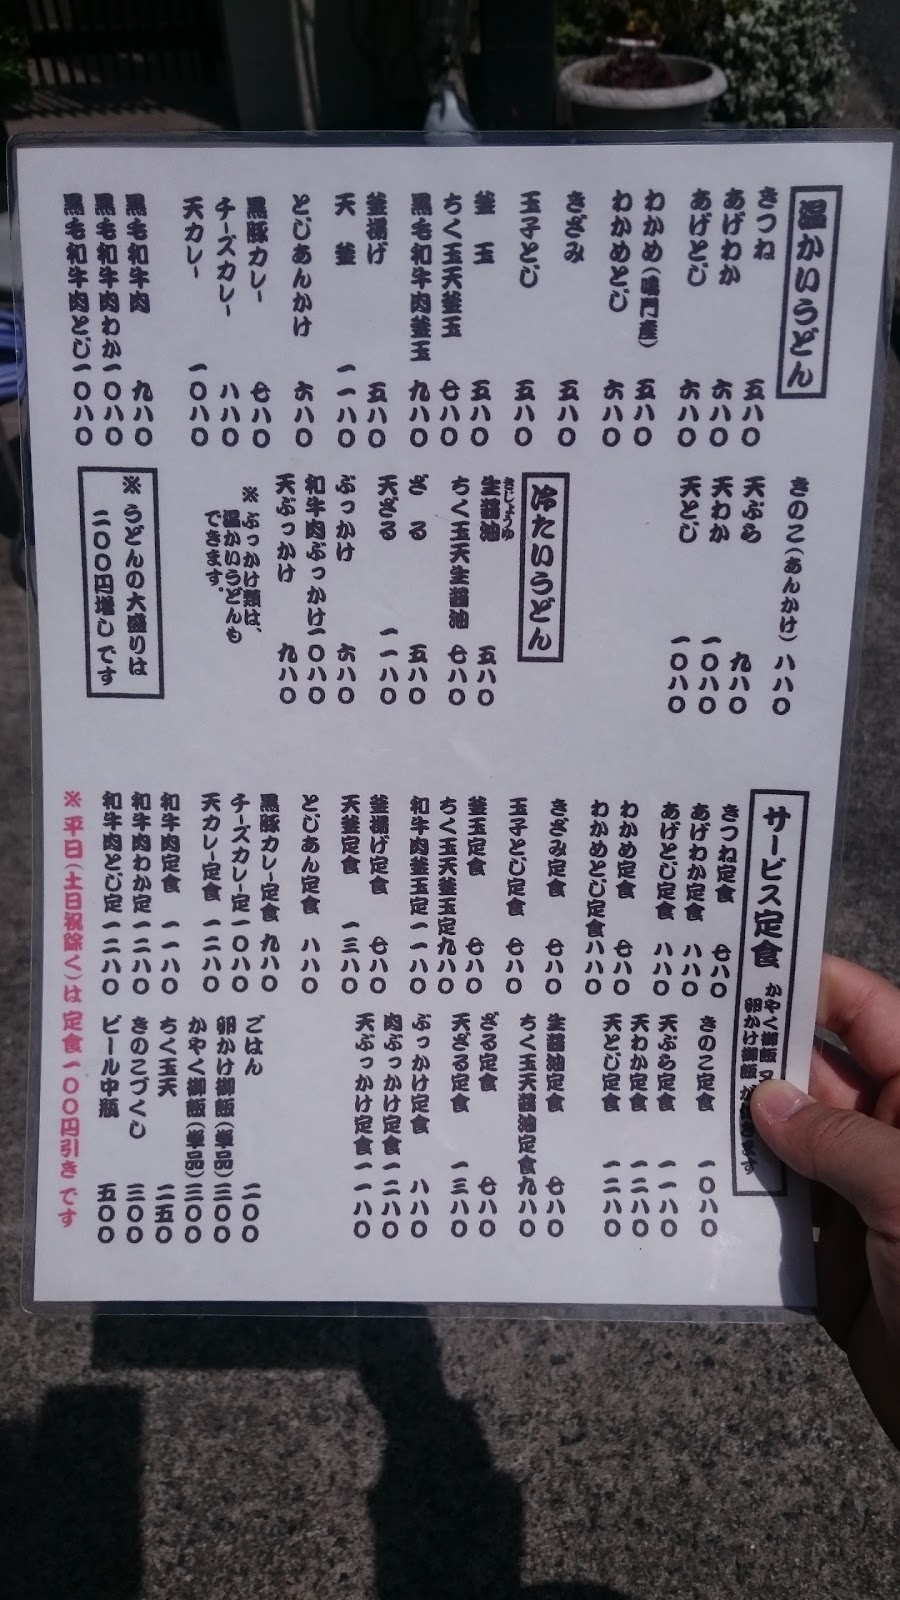 温かいうどん
きつね 五八〇
あげわか 六八〇
あげとじ 六八〇
わかめ(鳴門産) 五八〇
わかめとじ 六八〇
きざみ 五八〇
玉子とじ 五八〇
釜 玉 五八〇
ちく玉天釜玉 七八〇
黒毛和牛肉釜玉 九八〇
釜揚げ 五八〇
天 釜 一一八〇
とじあんかけ 六八〇
黒豚カレー 七八〇
チーズカレー 八八〇
天カレー 一〇八〇
黒毛和牛肉 九八〇
黒毛和牛肉わか 一〇八〇
黒毛和牛肉とじ 一〇八〇
きのこ(あんかけ) 八八〇
天ぷら 九八〇
天わか 一〇八〇
天とじ 一〇八〇
冷たいうどん
きじょうゆ
生醤油 五八〇
ちく玉天生醤油 七八〇
ざ る 五八〇
天ざる 一一八〇
ぶっかけ 六八〇
和牛肉ぶっかけ 一〇八〇
天ぶっかけ 九八〇
※ ぶっかけ類は、
温かいうどんも
できます.
※ うどんの大盛りは
二〇〇円増しです
サービス定食
かやく御飯 又
卵かけ御飯 が きます
きつね定食 七八〇
あげわか定食 八八〇
あげとじ定食 八八〇
わかめ定食 七八〇
わかめとじ定食 八八〇
きざみ定食 七八〇
玉子とじ定食 七八〇
釜玉定食 七八〇
ちく玉天釜玉定 九八〇
和牛肉釜玉定 一一八〇
釜揚げ定食 七八〇
天釜定食 一三八〇
とじあん定食 八八〇
黒豚カレー定食 九八〇
チーズカレー定 一〇八〇
天カレー定食 一二八〇
和牛肉定食 一一八〇
和牛肉わか定 一二八〇
和牛肉とじ定 一二八〇
きのこ定食 一〇八〇
天ぷら定食 一一八〇
天わか定食 一二八〇
天とじ定食 一二八〇
生醤油定食 七八〇
ちく玉天醤油定食 九八〇
ざる定食 七八〇
天ざる定食 一三八〇
ぶっかけ定食 八八〇
肉ぶっかけ定食 一二八〇
天ぶっかけ定食 一一八〇
ごはん 二〇〇
卵かけ御飯(単品) 三〇〇
かやく御飯(単品) 三〇〇
ちく玉天 二五〇
きのこづくし 三〇〇
ビール中瓶 五〇〇
※ 平日(土日祝除く)は 定食一〇〇円引きです